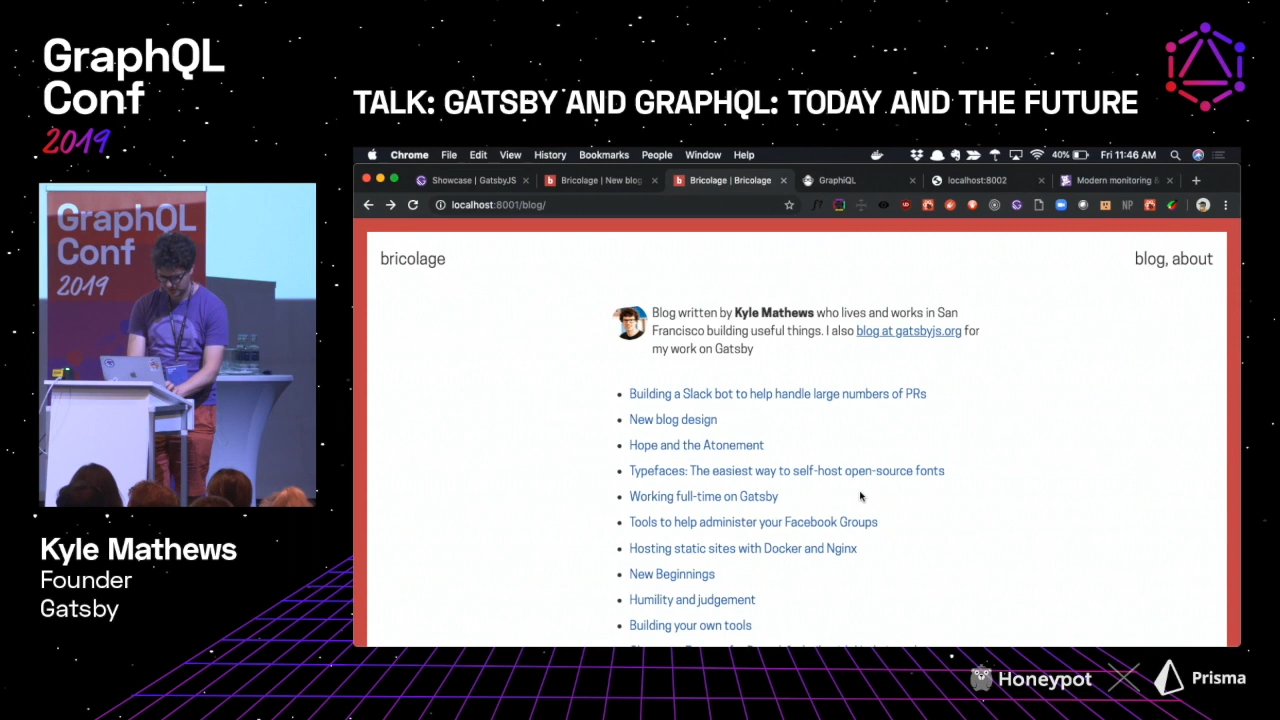 GraphQL
Conf
2019
TALK: GATSBY AND GRAPHQL: TODAY AND THE FUTURE
GraphQL
Conf
2019
Kyle Mathews
Founder
Gatsby
Chrome File Edit View History Bookmarks People Window Help 40% Fri 11:46 AM
Showcase | GatsbyJS
Bricolage | New blog
Bricolage | Bricolage
GraphiQL
localhost:8002
Modern monitoring &
localhost:8001/blog/
NP
bricolage
blog, about
Blog written by Kyle Mathews who lives and works in San
Francisco building useful things. I also blog at gatsbyjs.org for
my work on Gatsby
Building a Slack bot to help handle large numbers of PRs
New blog design
Hope and the Atonement
Typefaces: The easiest way to self-host open-source fonts
Working full-time on Gatsby
Tools to help administer your Facebook Groups
Hosting static sites with Docker and Nginx
New Beginnings
Humility and judgement
Building your own tools
Honeypot
Prisma